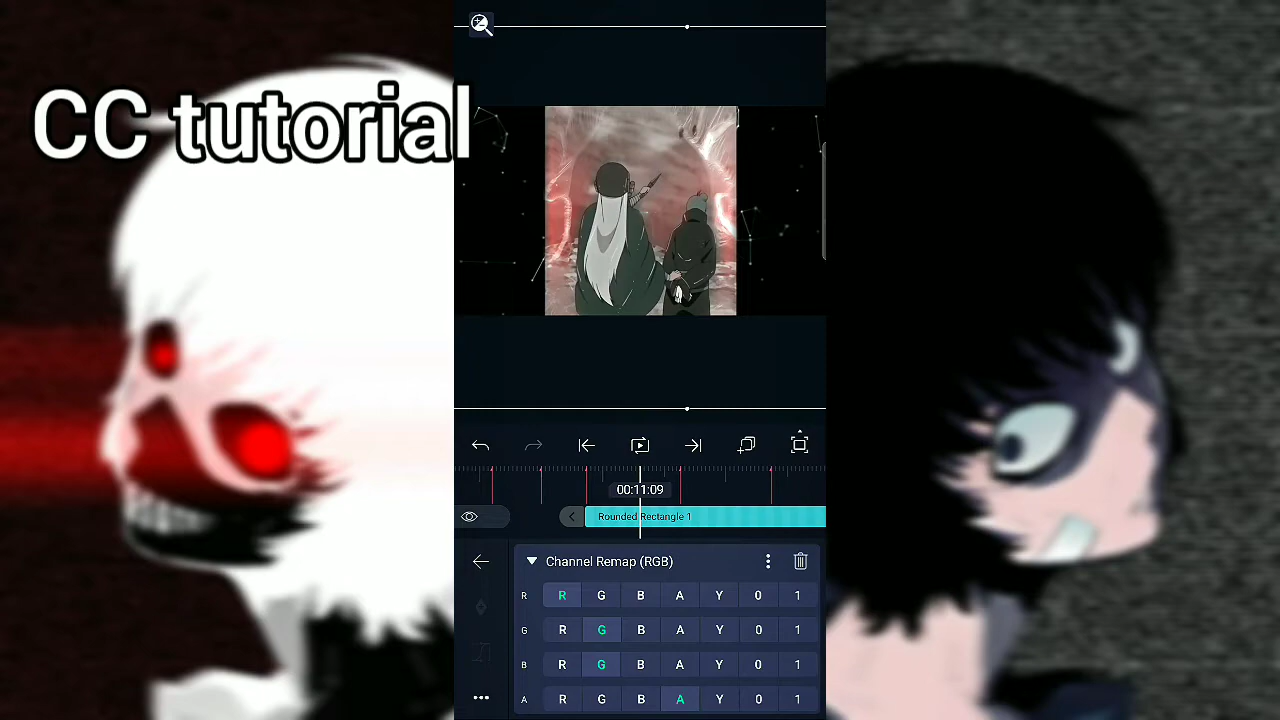 CC tutorial
00:11:09
Rounded Rectangle 1
Channel Remap (RGB)
R R G B A Y 0 1
G R G B A Y 0 1
B R G B A Y 0 1
A R G B A Y 0 1